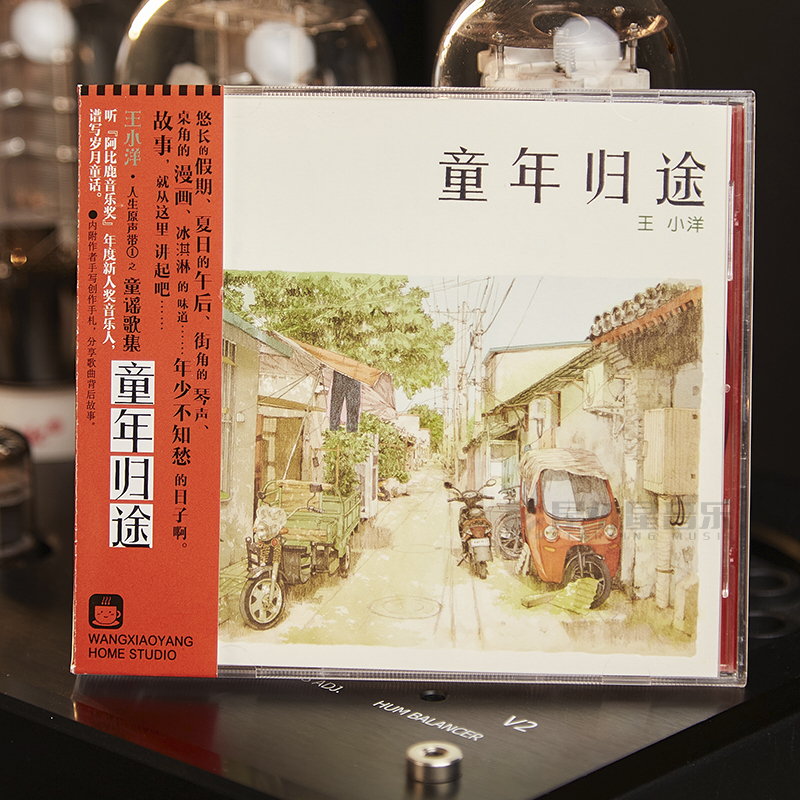 童年归途
王 小洋
悠长的假期、夏日的午后、街角的琴声、
桌角的漫画、冰淇淋的味道……年少不知愁的日子啊。
故事，就从这里讲起吧……
王小洋·人生原声带①之童谣歌集
童年归途
听『阿比鹿音乐奖』年度新人奖音乐人，
谱写岁月童话。
●内附作者手写创作手札，分享歌曲背后故事。
WANGXIAOYANG
HOME STUDIO
ADJ.
HUM BALANCER
V2